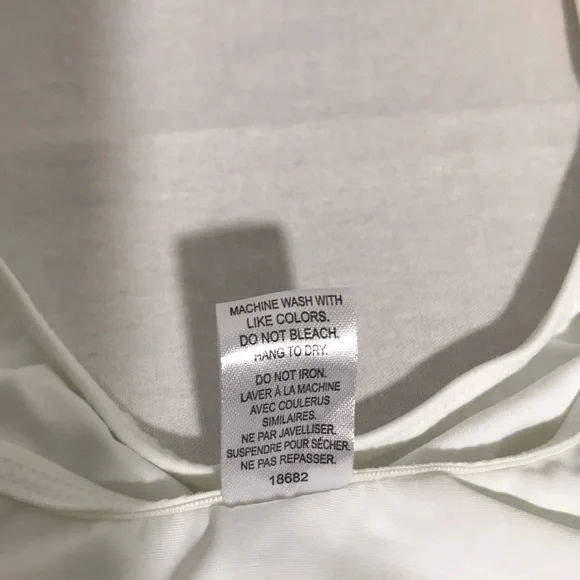 MACHINE WASH WITH
LIKE COLORS.
DO NOT BLEACH.
HANG TO DRY.
DO NOT IRON.
LAVER À LA MACHINE
AVEC COULERUS
SIMILAIRES.
NE PAR JAVELLISER.
SUSPENDRE POUR SÉCHER.
NE PAS REPASSER.
18682